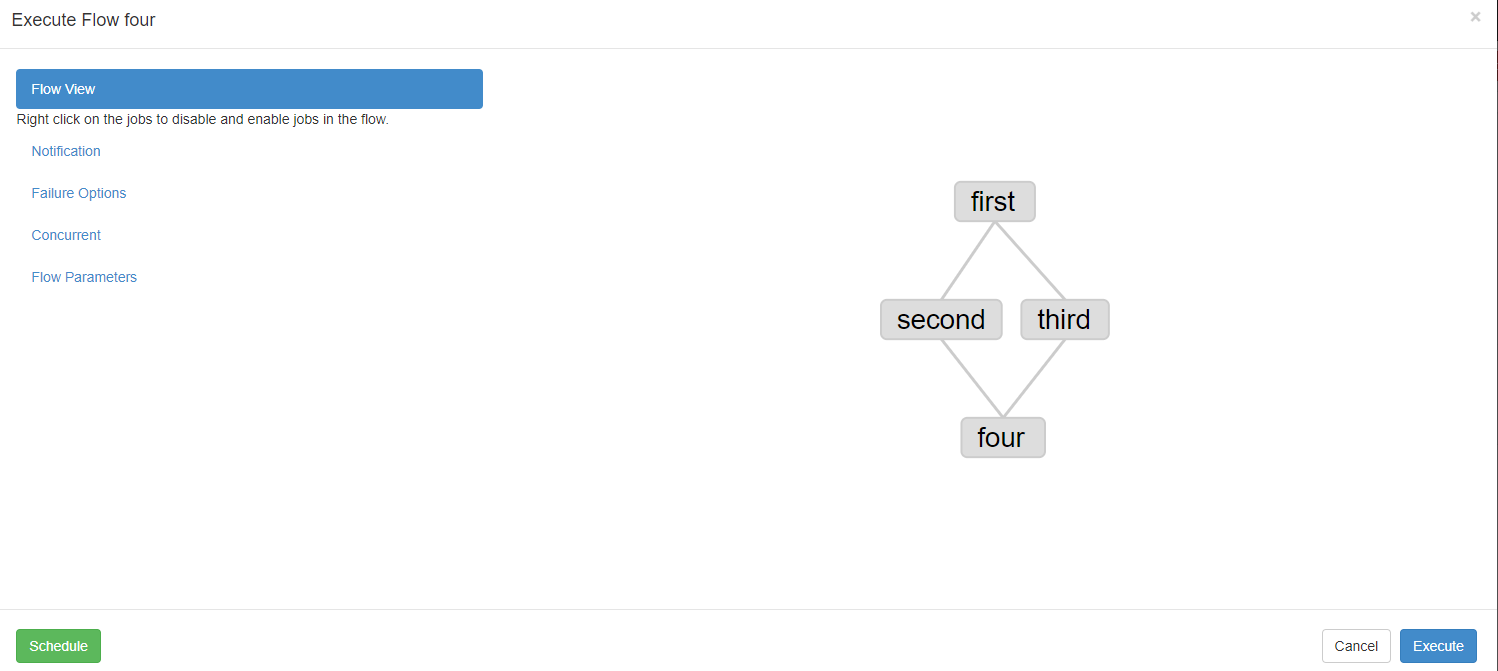 Execute Flow four
×
Flow View
Right click on the jobs to disable and enable jobs in the flow.
Notification
Failure Options
Concurrent
Flow Parameters
first
second third
four
Schedule
Cancel Execute